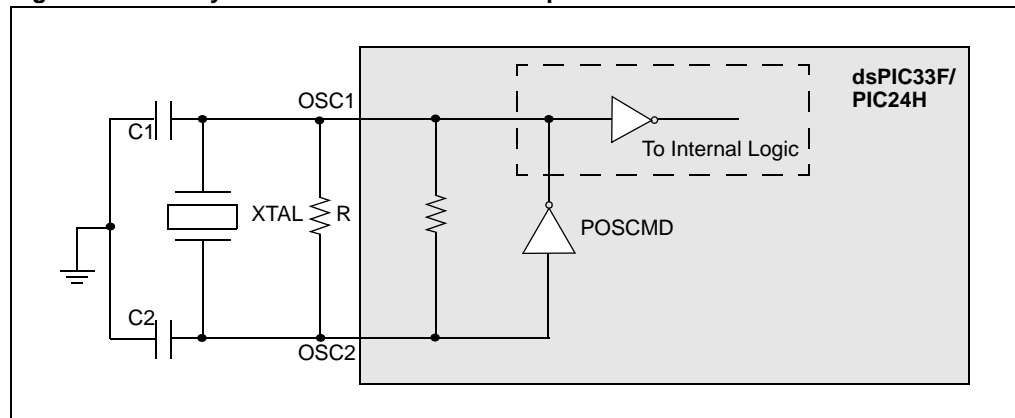 dsPIC33F/
PIC24H
OSC1
C1
To Internal Logic
XTAL
R
POSCMD
C2
OSC2